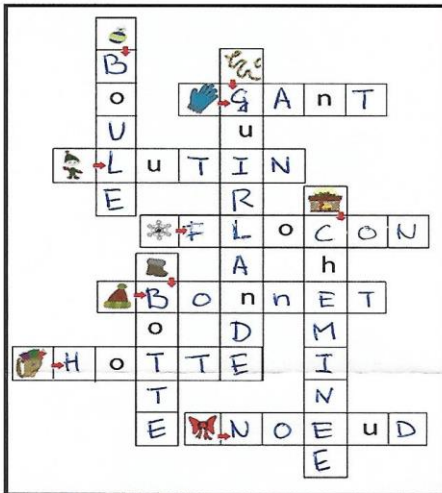 BoULE
GuIRLAnDE
GAnT
LuTIN
ChEMINEE
FLoCON
BoTTE
BonnET
HoTTE
NOEuD